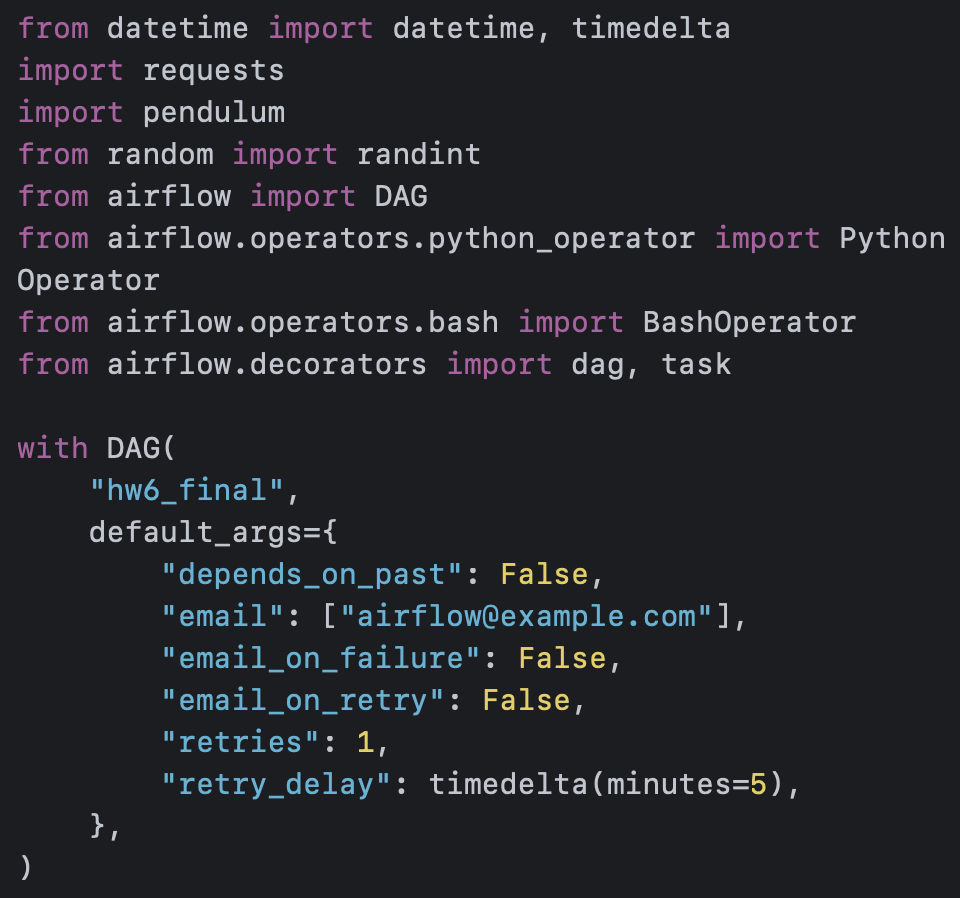 from datetime import datetime, timedelta
import requests
import pendulum
from random import randint
from airflow import DAG
from airflow.operators.python_operator import Python
Operator
from airflow.operators.bash import BashOperator
from airflow.decorators import dag, task

with DAG(
    "hw6_final",
    default_args={
        "depends_on_past": False,
        "email": ["airflow@example.com"],
        "email_on_failure": False,
        "email_on_retry": False,
        "retries": 1,
        "retry_delay": timedelta(minutes=5),
    },
)